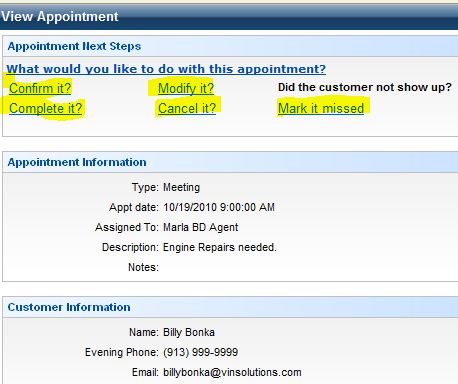 View Appointment
Appointment Next Steps
What would you like to do with this appointment?
Confirm it? Modify it? Did the customer not show up?
Complete it? Cancel it? Mark it missed
Appointment Information
Type: Meeting
Appt date: 10/19/2010 9:00:00 AM
Assigned To: Marla BD Agent
Description: Engine Repairs needed.
Notes:
Customer Information
Name: Billy Bonka
Evening Phone: (913) 999-9999
Email: billybonka@vinsolutions.com